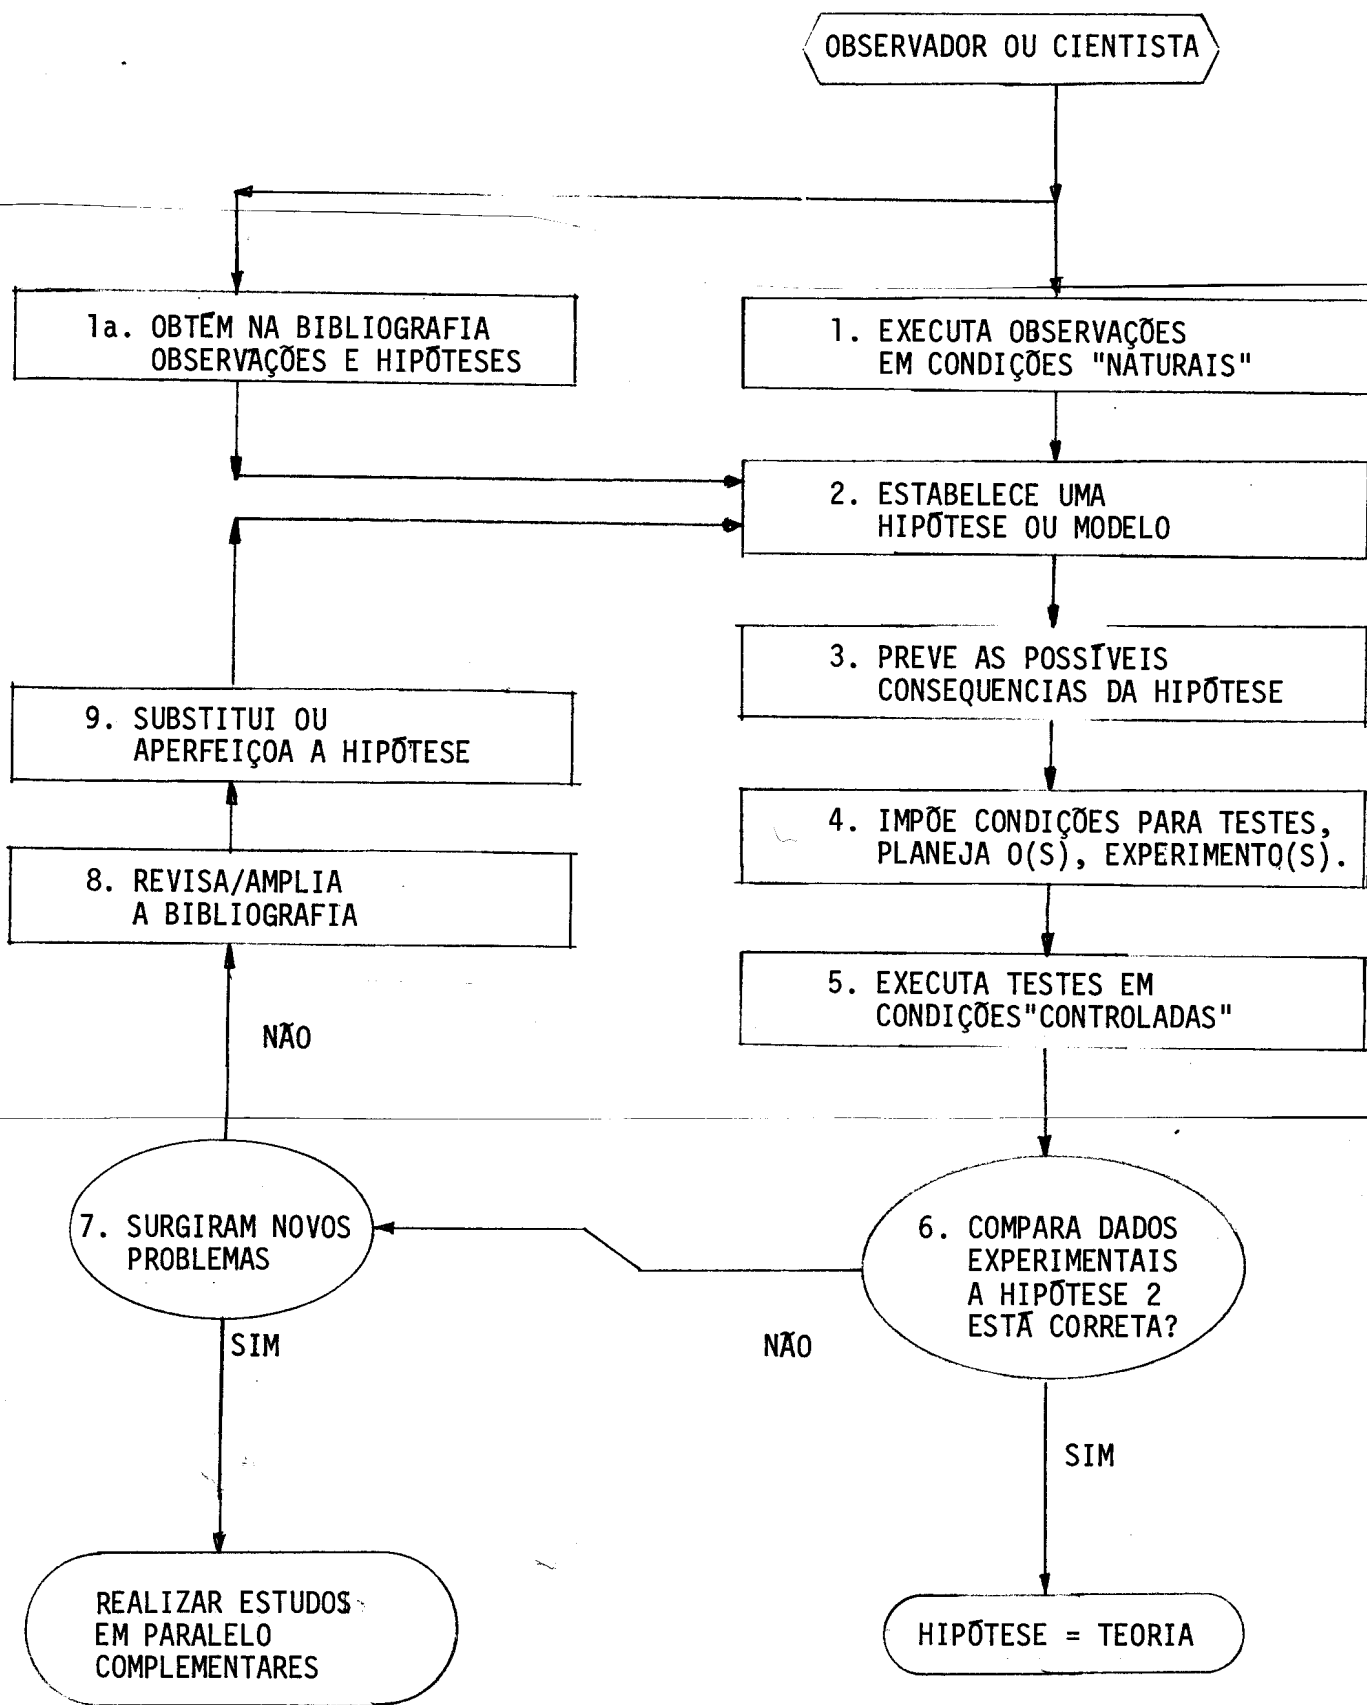 OBSERVADOR OU CIENTISTA
1a. OBTÉM NA BIBLIOGRAFIA
OBSERVAÇÕES E HIPÓTESES
1. EXECUTA OBSERVAÇÕES
EM CONDIÇÕES "NATURAIS"
2. ESTABELECE UMA
HIPÓTESE OU MODELO
3. PREVE AS POSSÍVEIS
CONSEQUENCIAS DA HIPÓTESE
9. SUBSTITUI OU
APERFEIÇOA A HIPÓTESE
4. IMPÕE CONDIÇÕES PARA TESTES,
PLANEJA O(S), EXPERIMENTO(S).
8. REVISA/AMPLIA
A BIBLIOGRAFIA
5. EXECUTA TESTES EM
CONDIÇÕES"CONTROLADAS"
NÃO
7. SURGIRAM NOVOS
PROBLEMAS
6. COMPARA DADOS
EXPERIMENTAIS
A HIPÓTESE 2
ESTÁ CORRETA?
SIM
NÃO
SIM
REALIZAR ESTUDOS
EM PARALELO
COMPLEMENTARES
HIPÓTESE = TEORIA